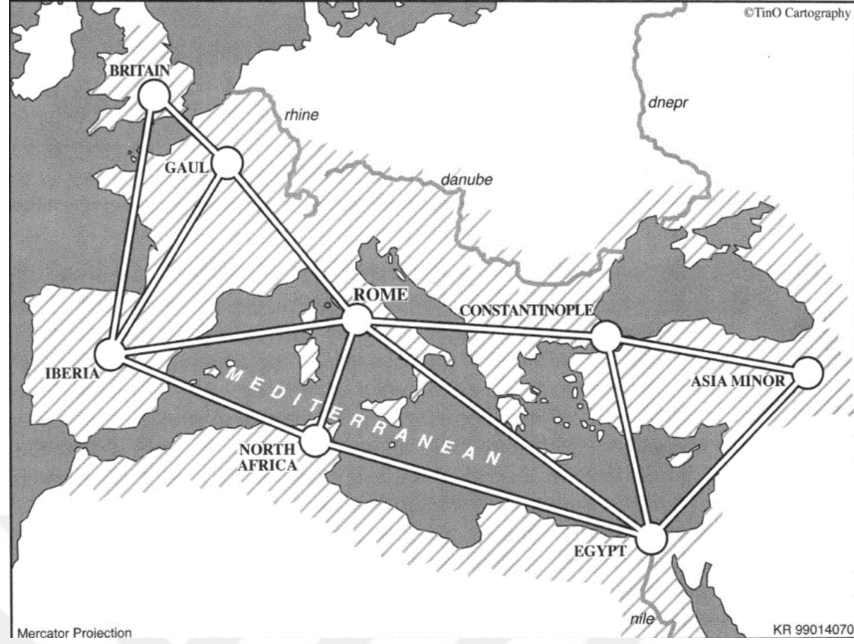 ©TinO Cartography
BRITAIN
rhine
dnepr
GAUL
danube
ROME
CONSTANTINOPLE
IBERIA
ASIA MINOR
MEDITERRANEAN
NORTH
AFRICA
EGYPT
nile
Mercator Projection
KR 99014070